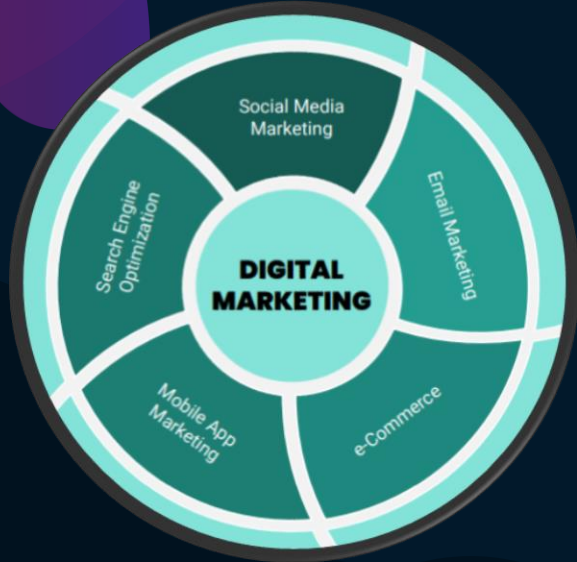 Social Media
Marketing
Email Marketing
e-Commerce
Mobile App
Marketing
Search Engine
Optimization
DIGITAL
MARKETING